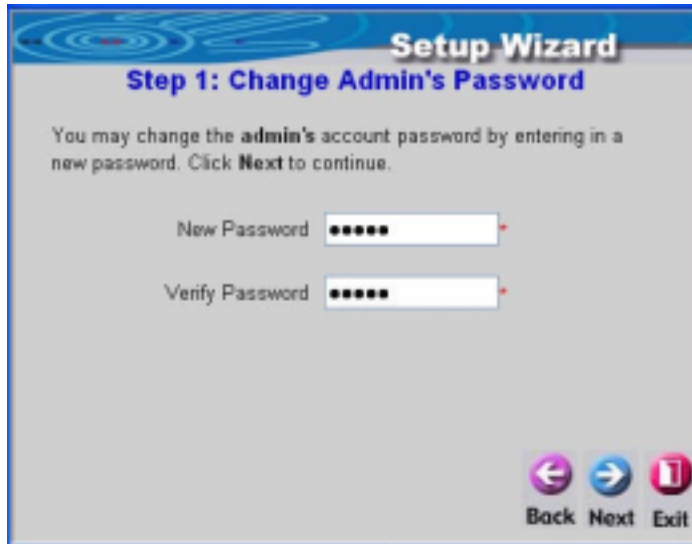 Setup Wizard
Step 1: Change Admin's Password
You may change the admin's account password by entering in a
new password. Click Next to continue.
New Password ●●●●● *
Verify Password ●●●●● *
Back Next Exit